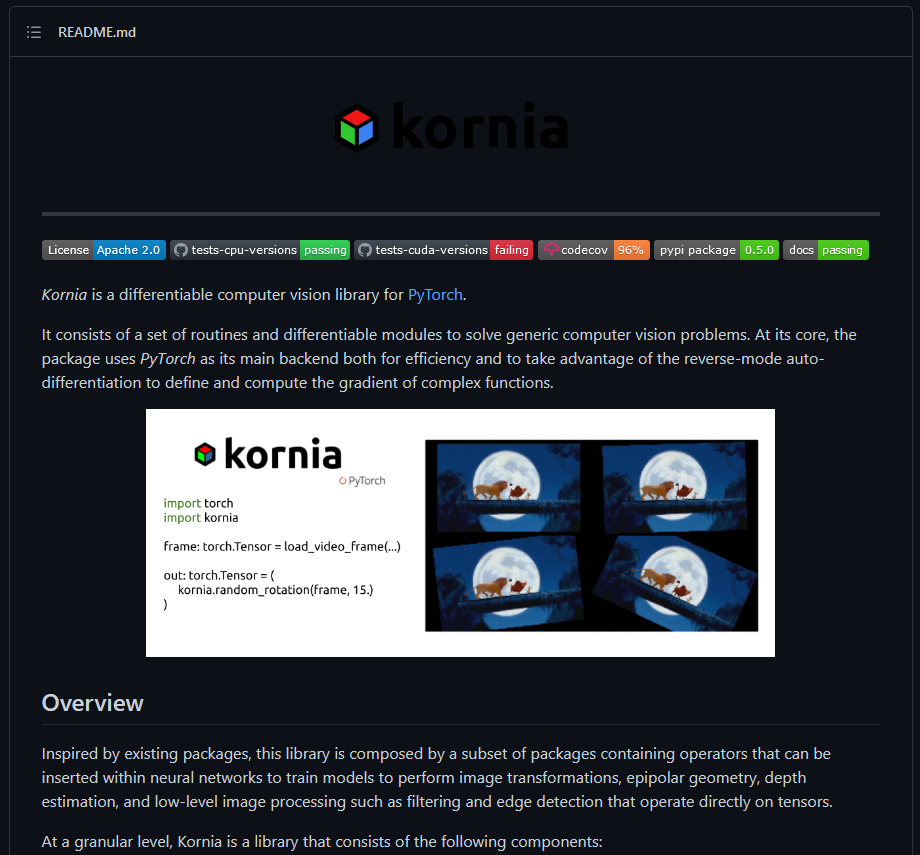 README.md
kornia
License Apache 2.0 tests-cpu-versions passing tests-cuda-versions failing codecov 96% pypi package 0.5.0 docs passing
Kornia is a differentiable computer vision library for PyTorch.
It consists of a set of routines and differentiable modules to solve generic computer vision problems. At its core, the
package uses PyTorch as its main backend both for efficiency and to take advantage of the reverse-mode auto-
differentiation to define and compute the gradient of complex functions.
kornia
PyTorch
import torch
import kornia
frame: torch.Tensor = load_video_frame(...)
out: torch.Tensor = (
kornia.random_rotation(frame, 15.)
)
Overview
Inspired by existing packages, this library is composed by a subset of packages containing operators that can be
inserted within neural networks to train models to perform image transformations, epipolar geometry, depth
estimation, and low-level image processing such as filtering and edge detection that operate directly on tensors.
At a granular level, Kornia is a library that consists of the following components: